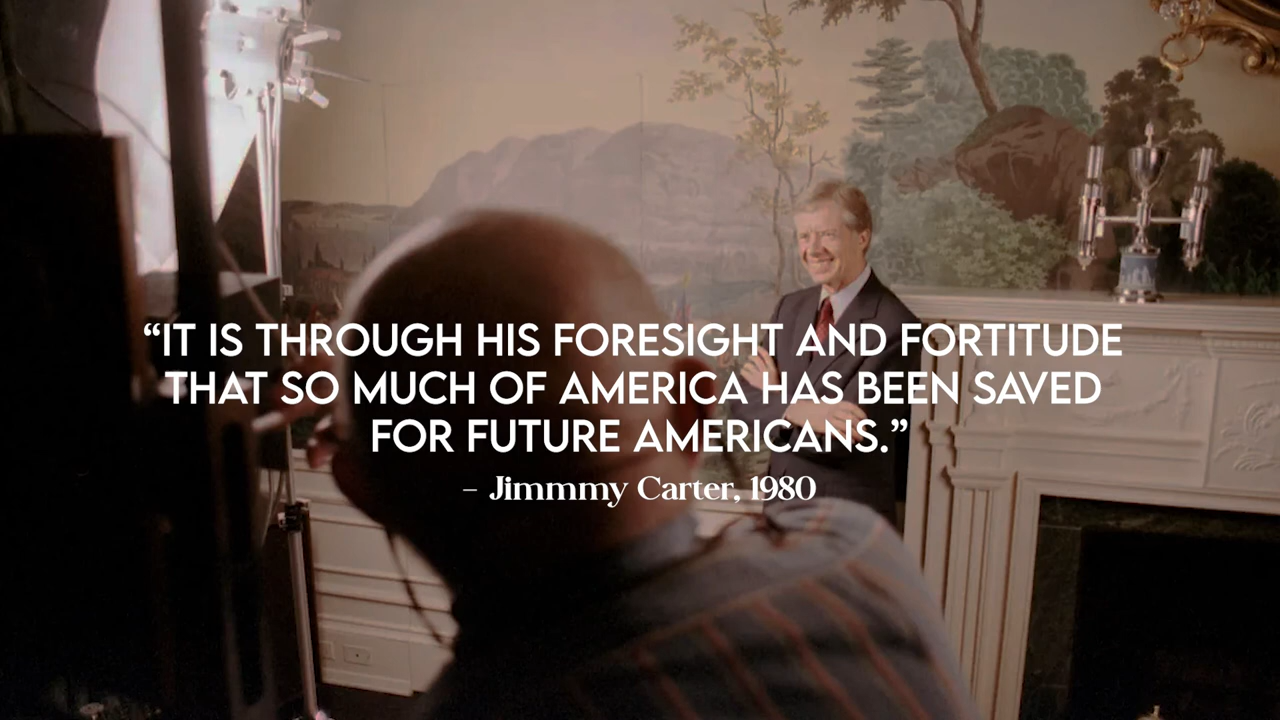 “IT IS THROUGH HIS FORESIGHT AND FORTITUDE
THAT SO MUCH OF AMERICA HAS BEEN SAVED
FOR FUTURE AMERICANS.”
– Jimmmy Carter, 1980